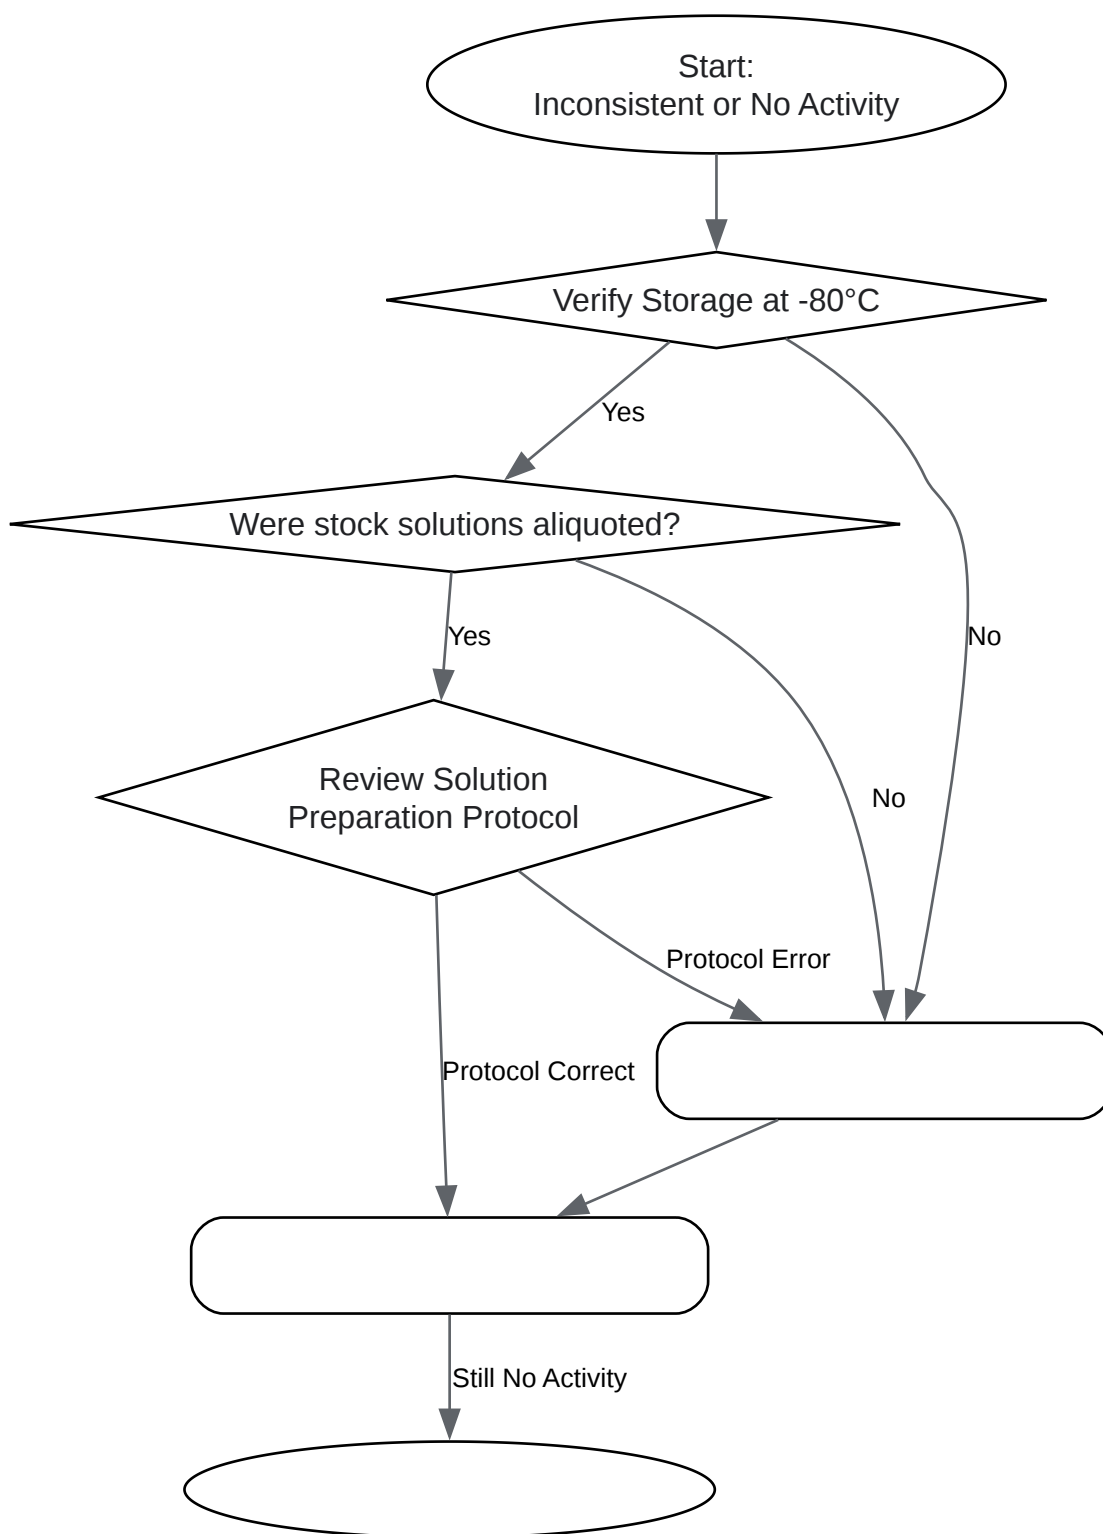 Start:
Inconsistent or No Activity
Verify Storage at -80°C
Yes
Were stock solutions aliquoted?
Yes
No
Review Solution
Preparation Protocol
No
Protocol Error
Protocol Correct
Still No Activity